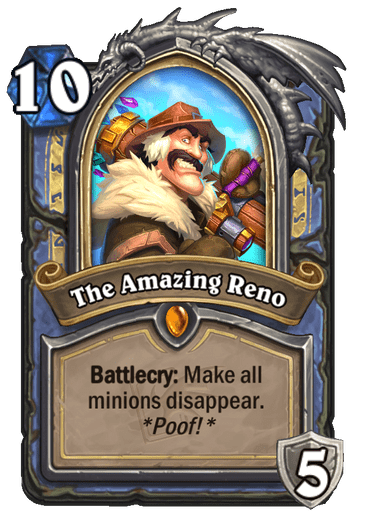 10
The Amazing Reno
Battlecry: Make all
minions disappear.
*Poof!*
5